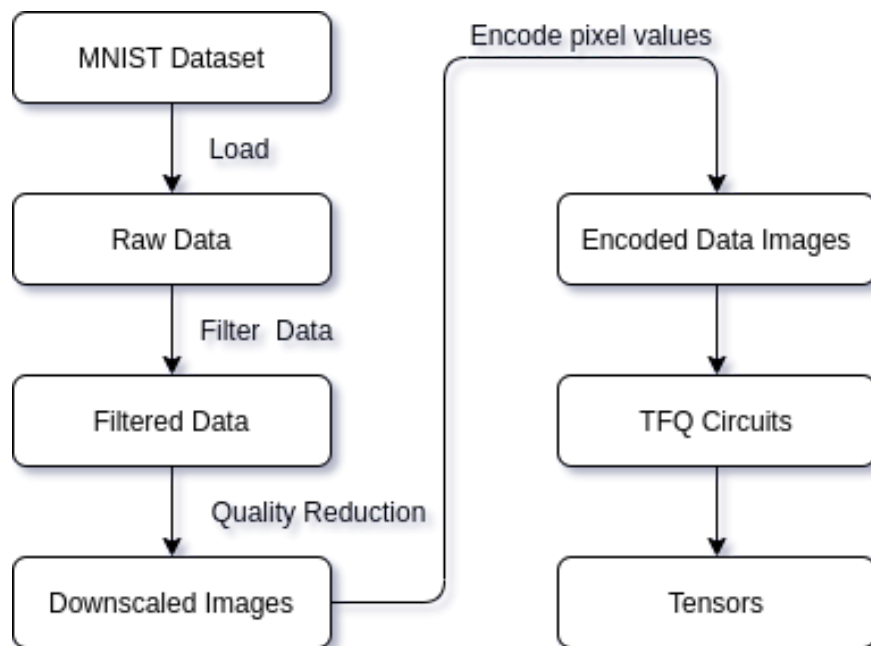 MNIST Dataset
Load
Raw Data
Filter Data
Filtered Data
Quality Reduction
Downscaled Images
Encode pixel values
Encoded Data Images
TFQ Circuits
Tensors